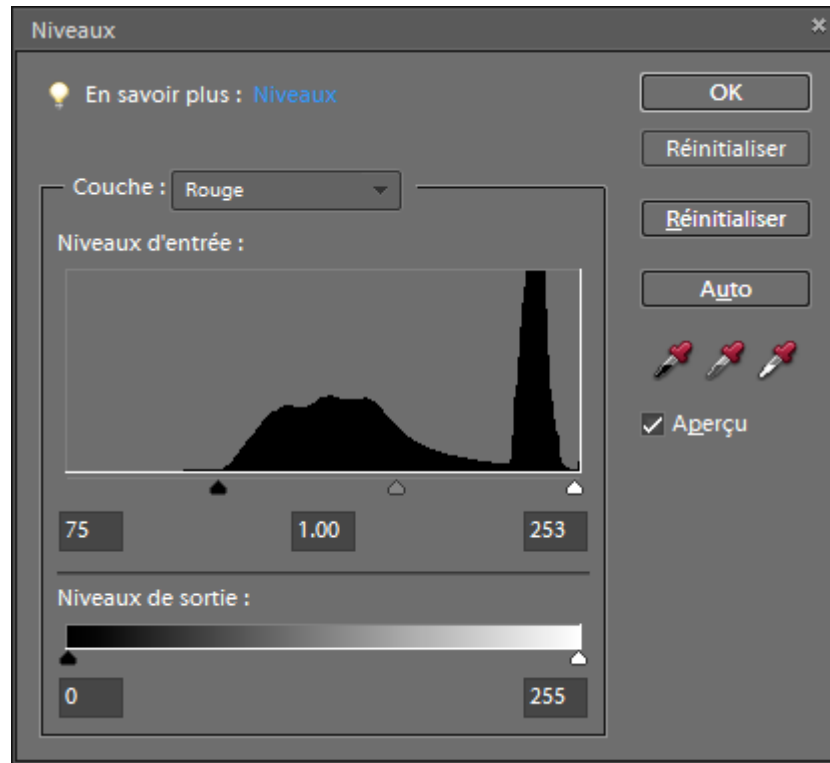 Niveaux
En savoir plus : Niveaux
OK
Réinitialiser
Couche : Rouge
Réinitialiser
Niveaux d'entrée :
Auto
Aperçu
75 1.00 253
Niveaux de sortie :
0 255